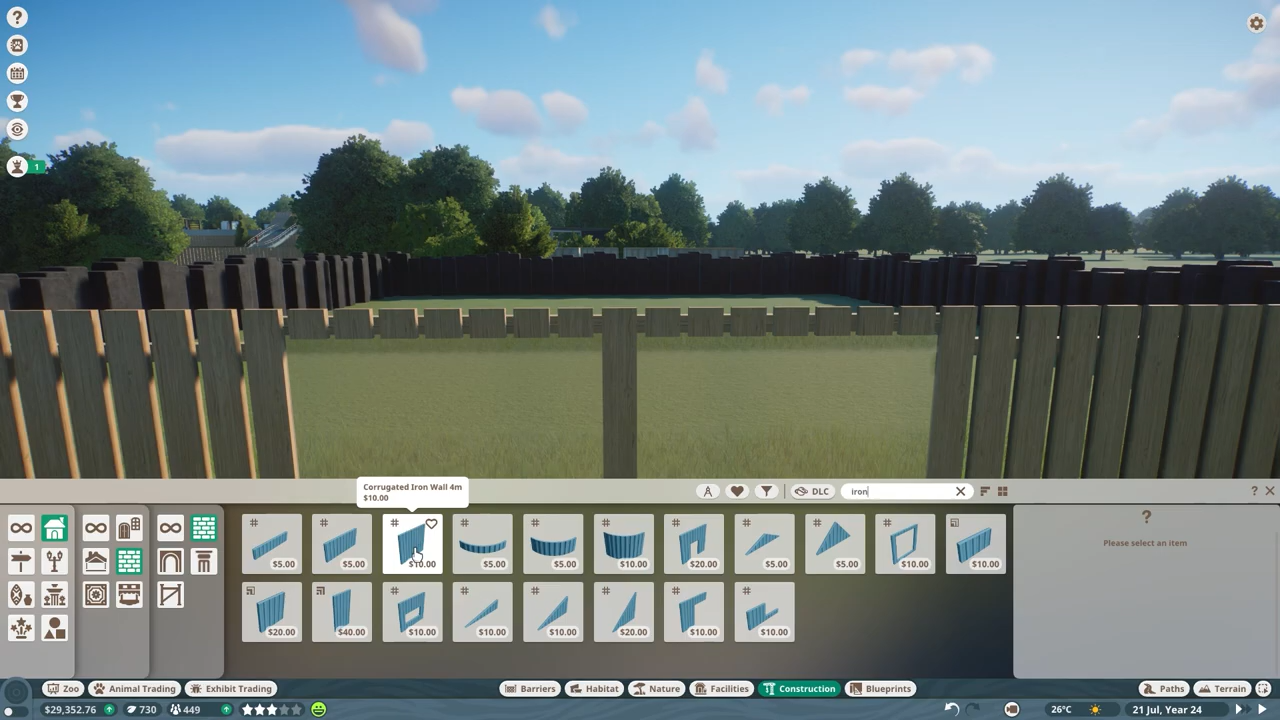 1
Corrugated Iron Wall 4m
$10.00
DLC
iron
?
$5.00
$5.00
$10.00
$5.00
$5.00
$10.00
$20.00
$5.00
$5.00
$10.00
$10.00
?
Please select an item
$20.00
$40.00
$10.00
$10.00
$10.00
$20.00
$10.00
$10.00
Zoo
Animal Trading
Exhibit Trading
Barriers
Habitat
Nature
Facilities
Construction
Blueprints
Paths
Terrain
$29,352.76
730
449
26°C
21 Jul, Year 24